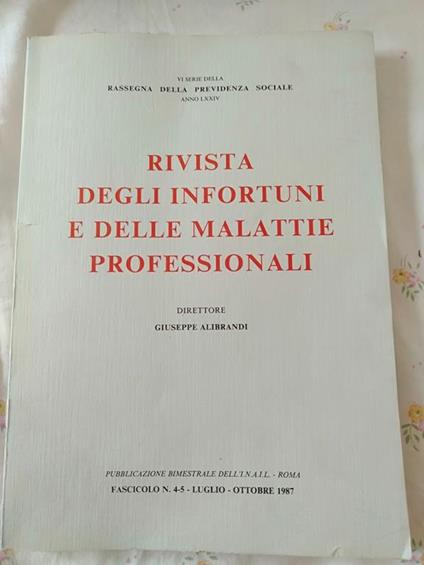 VI SERIE DELLA
RASSEGNA DELLA PREVIDENZA SOCIALE
ANNO LXXIV
RIVISTA
DEGLI INFORTUNI
E DELLE MALATTIE
PROFESSIONALI
DIRETTORE
GIUSEPPE ALIBRANDI
PUBBLICAZIONE BIMESTRALE DELL'I.N.A.I.L. - ROMA
FASCICOLO N. 4-5 - LUGLIO - OTTOBRE 1987